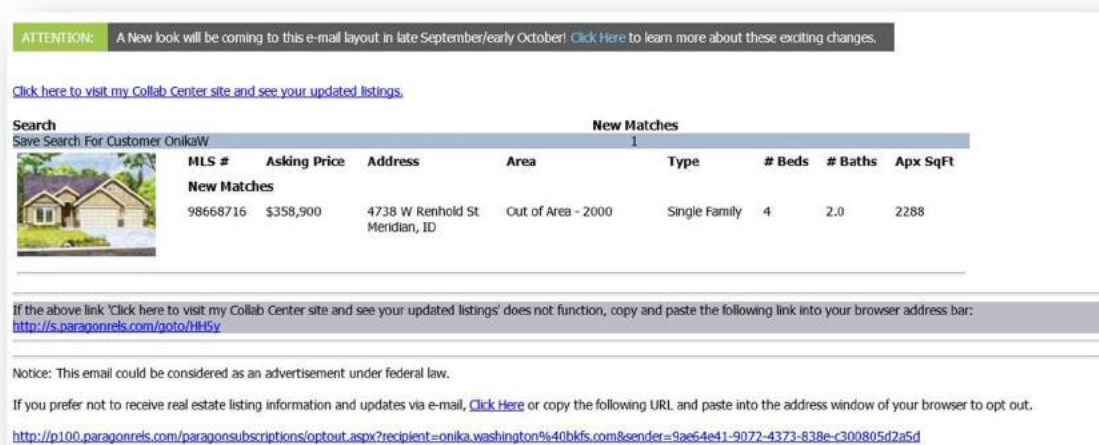 ATTENTION: A New look will be coming to this e-mail layout in late September/early October! Click Here to learn more about these exciting changes.
Click here to visit my Collab Center site and see your updated listings.
Search New Matches
Save Search For Customer OnikaW 1
MLS # Asking Price Address Area Type # Beds # Baths Apx SqFt
New Matches
98668716 $358,900 4738 W Renhold St Out of Area - 2000 Single Family 4 2.0 2288
Meridian, ID
If the above link 'Click here to visit my Collab Center site and see your updated listings' does not function, copy and paste the following link into your browser address bar:
http://s.paragonrels.com/goto/HH5y
Notice: This email could be considered as an advertisement under federal law.
If you prefer not to receive real estate listing information and updates via e-mail, Click Here or copy the following URL and paste into the address window of your browser to opt out.
http://p100.paragonrels.com/paragonsubscriptions/optout.aspx?recipient=onika.washington%40bkfs.com&sender=9ae64e41-9072-4373-838e-c300805d2a5d